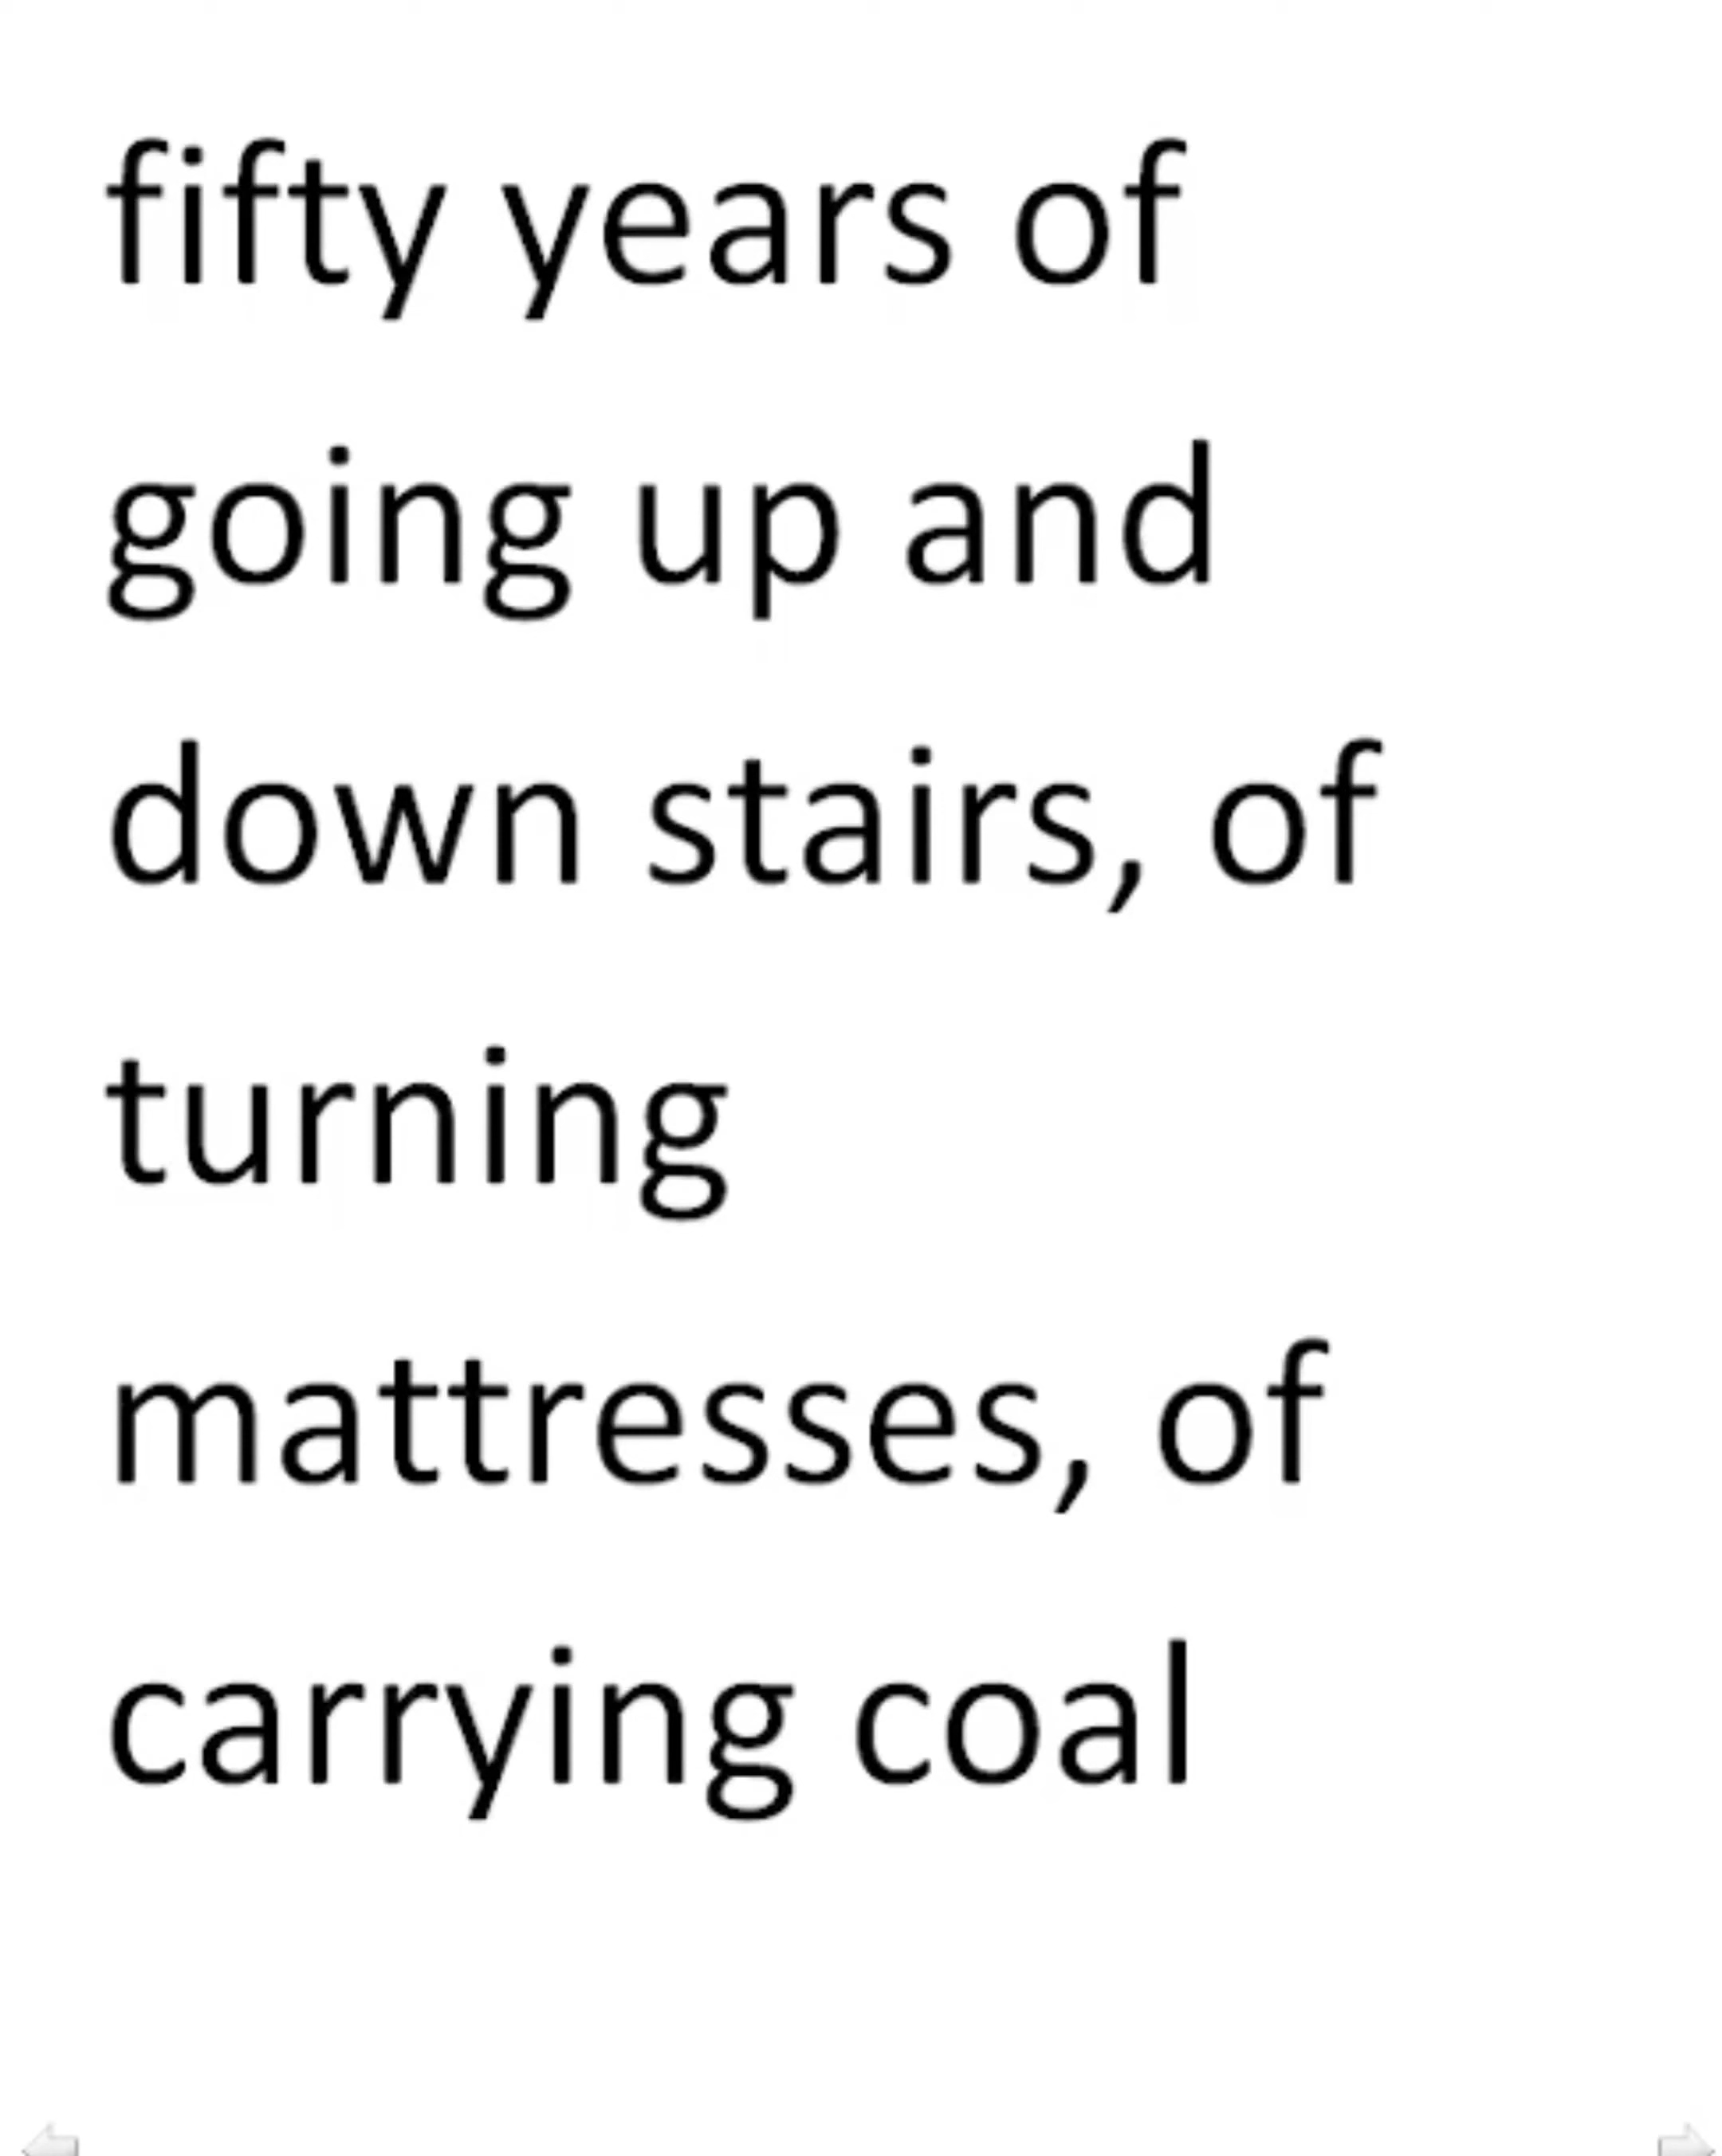 fifty years of
going up and
down stairs, of
turning
mattresses, of
carrying coal